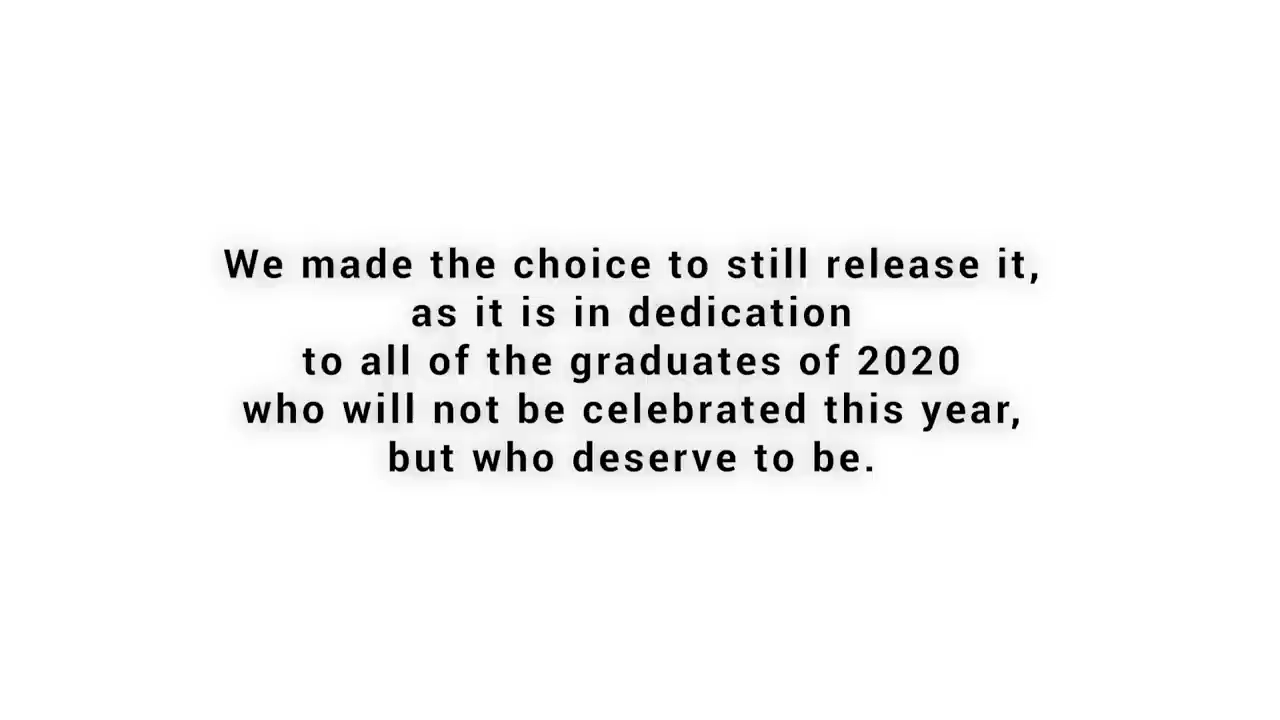 We made the choice to still release it,
as it is in dedication
to all of the graduates of 2020
who will not be celebrated this year,
but who deserve to be.